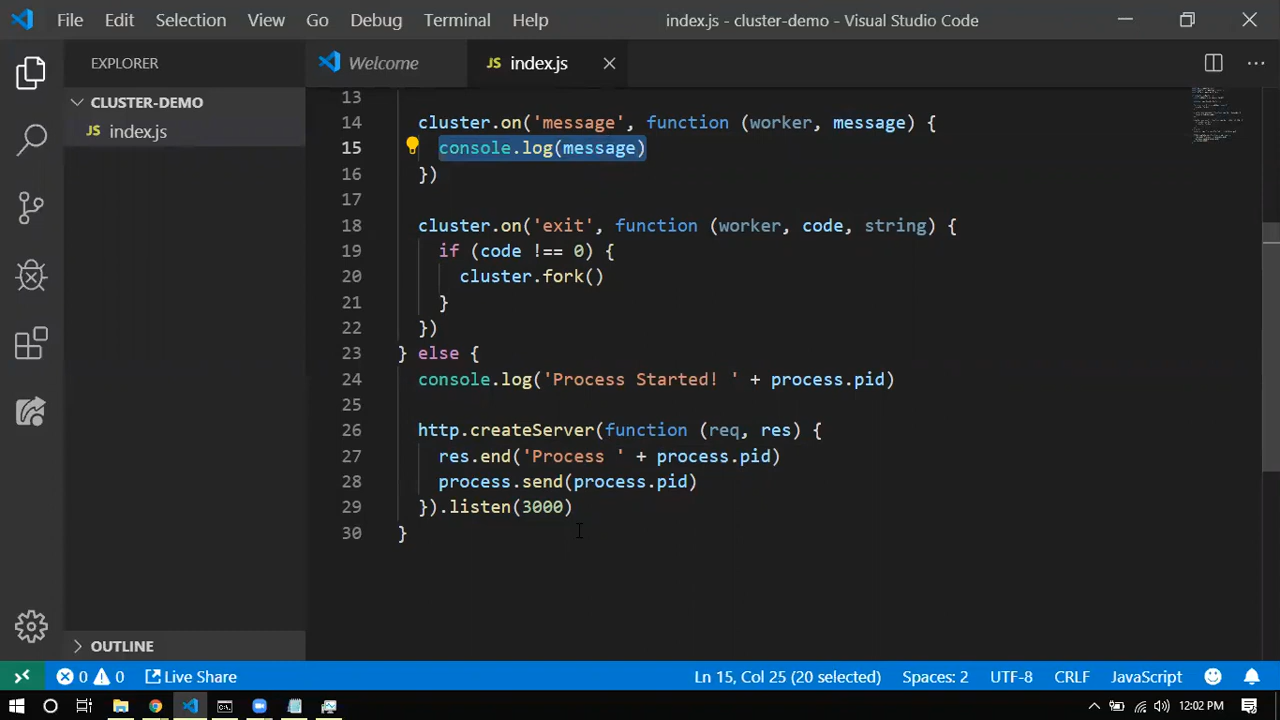 File Edit Selection View Go Debug Terminal Help index.js - cluster-demo - Visual Studio Code
EXPLORER
Welcome
JS index.js
CLUSTER-DEMO
JS index.js
13
14 cluster.on('message', function (worker, message) {
15 console.log(message)
16 })
17
18 cluster.on('exit', function (worker, code, string) {
19 if (code !== 0) {
20 cluster.fork()
21 }
22 })
23 } else {
24 console.log('Process Started! ' + process.pid)
25
26 http.createServer(function (req, res) {
27 res.end('Process ' + process.pid)
28 process.send(process.pid)
29 }).listen(3000)
30 }
OUTLINE
0 0 Live Share Ln 15, Col 25 (20 selected) Spaces: 2 UTF-8 CRLF JavaScript
12:02 PM